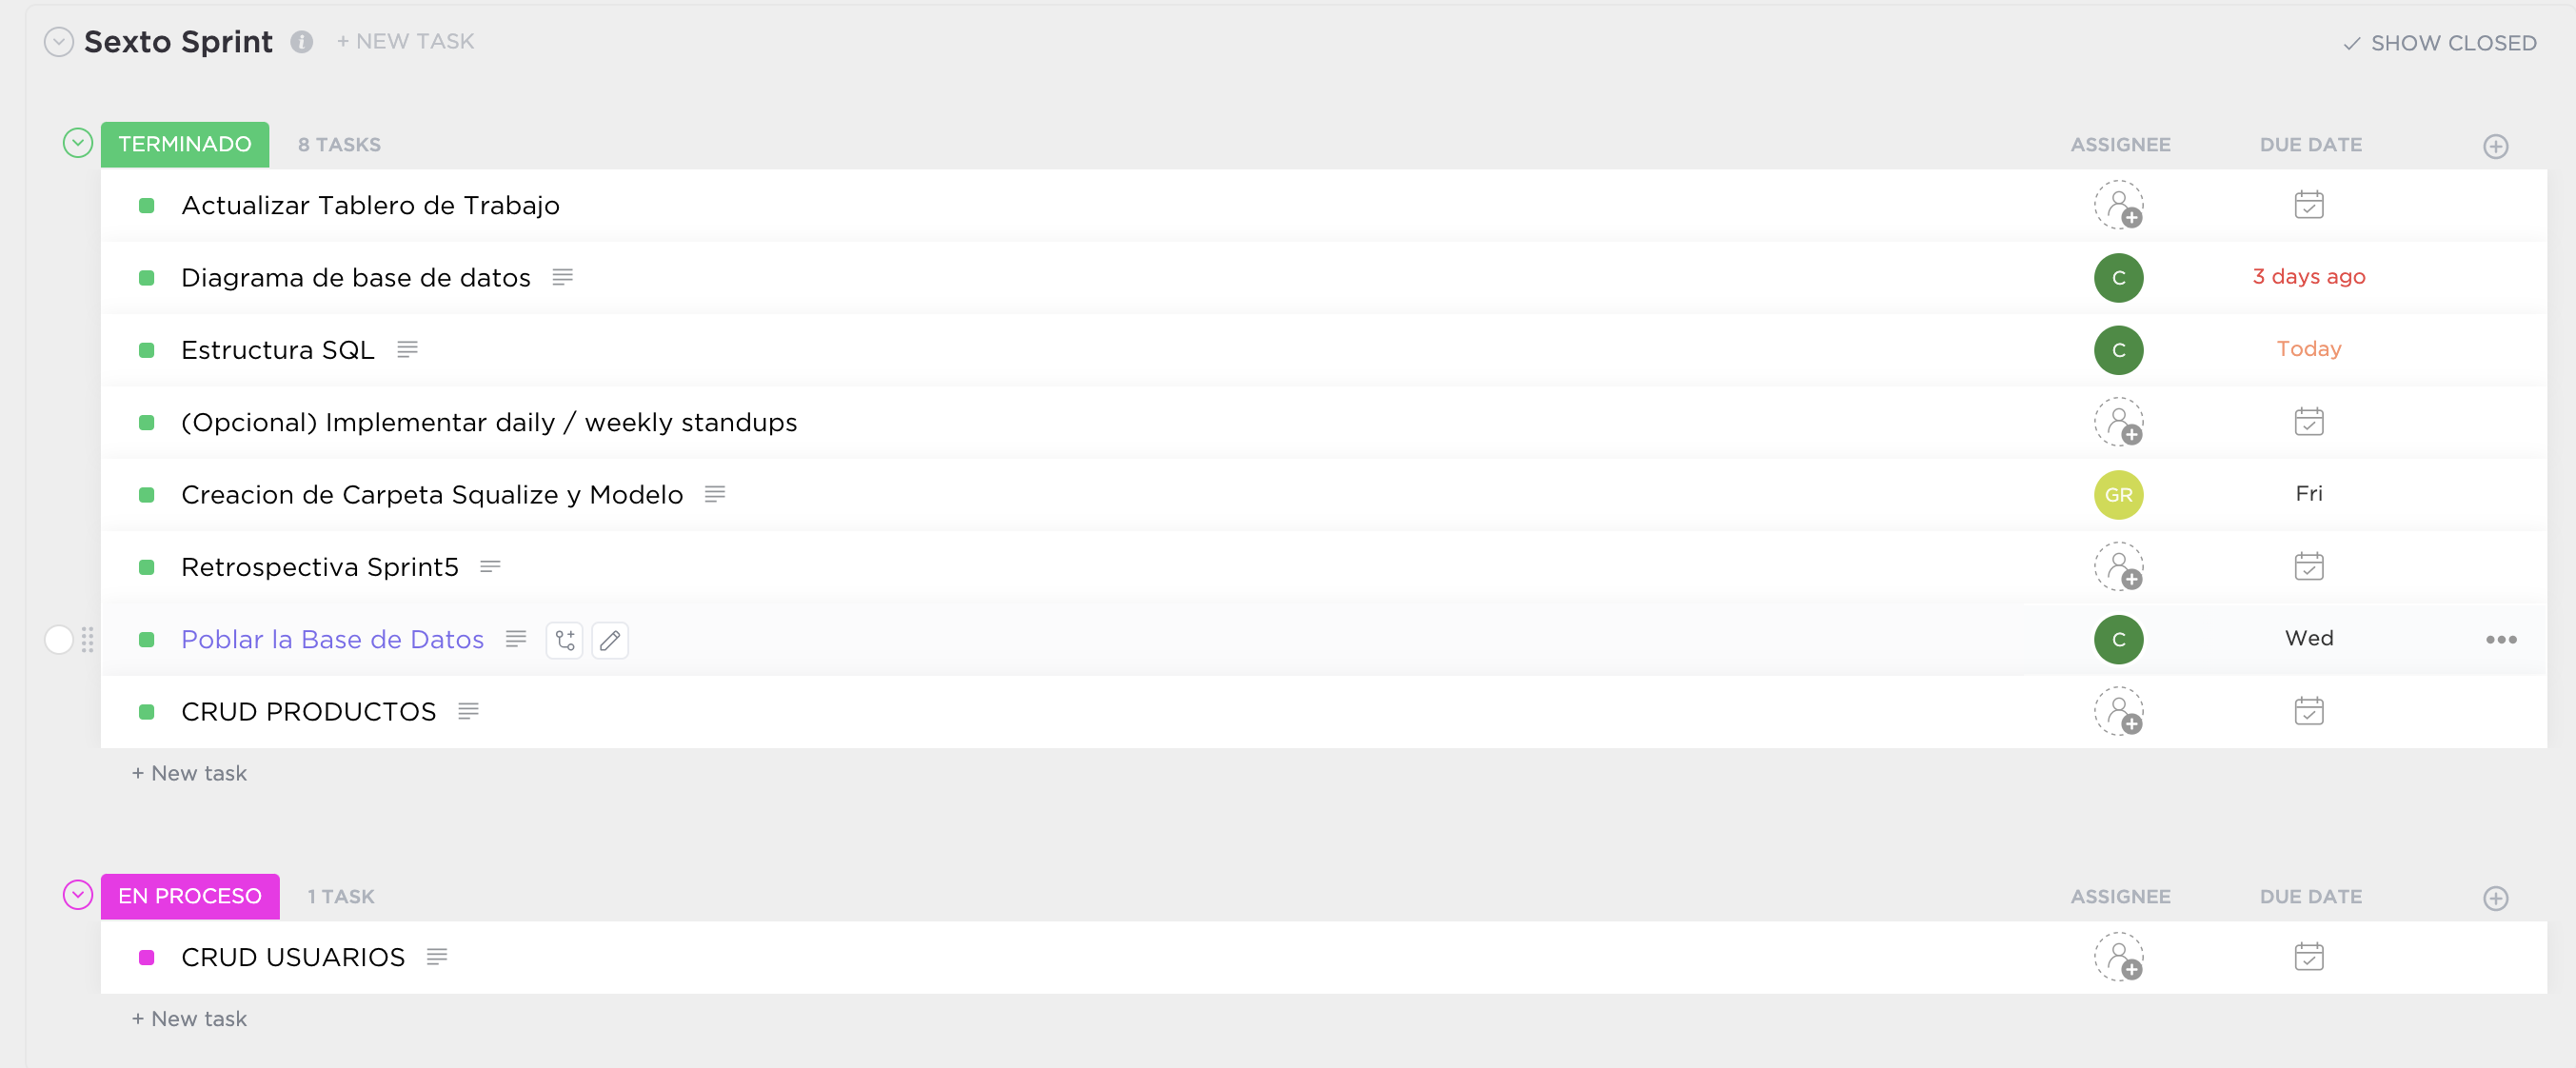 Sexto Sprint + NEW TASK SHOW CLOSED
TERMINADO 8 TASKS ASSIGNEE DUE DATE
Actualizar Tablero de Trabajo
Diagrama de base de datos C 3 days ago
Estructura SQL C Today
(Opcional) Implementar daily / weekly standups
Creacion de Carpeta Squalize y Modelo GR Fri
Retrospectiva Sprint5
Poblar la Base de Datos C Wed
CRUD PRODUCTOS
+ New task
EN PROCESO 1 TASK ASSIGNEE DUE DATE
CRUD USUARIOS
+ New task